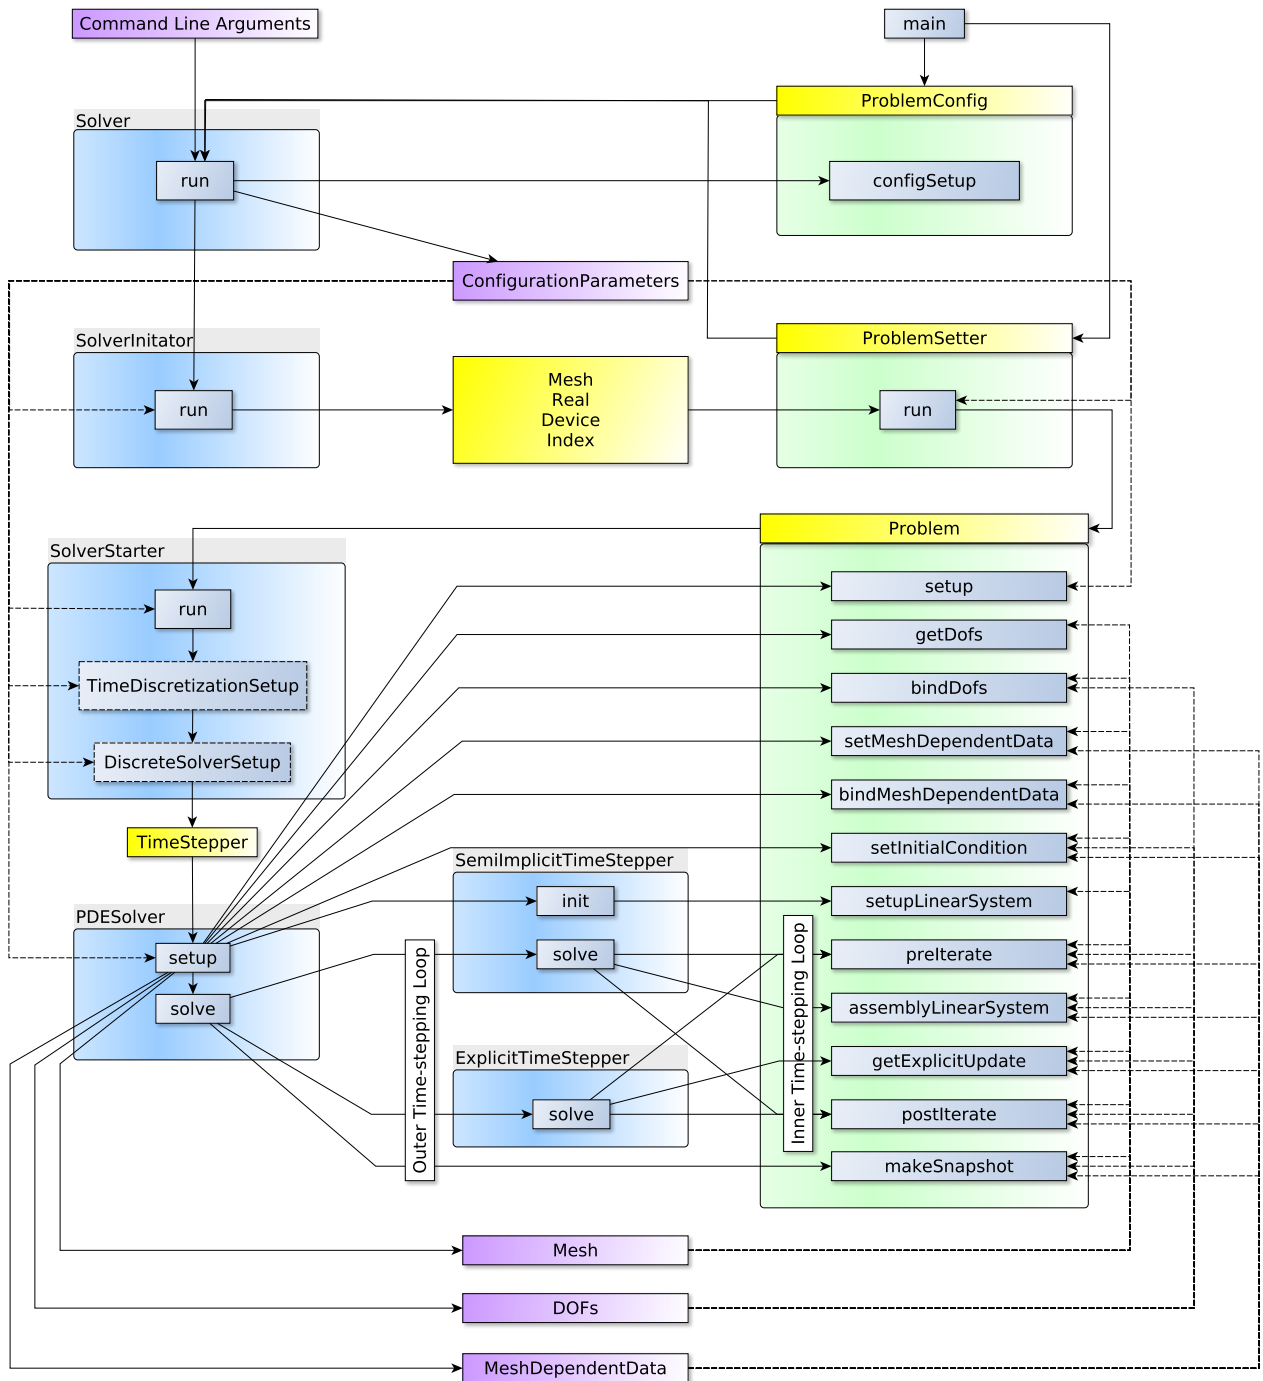 Command Line Arguments
main
ProblemConfig
Solver
run
configSetup
ConfigurationParameters
SolverInitator
ProblemSetter
run
Mesh
Real
Device
Index
run
Problem
SolverStarter
run
setup
getDofs
TimeDiscretizationSetup
bindDofs
DiscreteSolverSetup
setMeshDependentData
bindMeshDependentData
TimeStepper
setInitialCondition
SemiImplicitTimeStepper
init
setupLinearSystem
PDESolver
setup
solve
preIterate
solve
assemblyLinearSystem
Outer Time-stepping Loop
Inner Time-stepping Loop
ExplicitTimeStepper
getExplicitUpdate
solve
postIterate
makeSnapshot
Mesh
DOFs
MeshDependentData